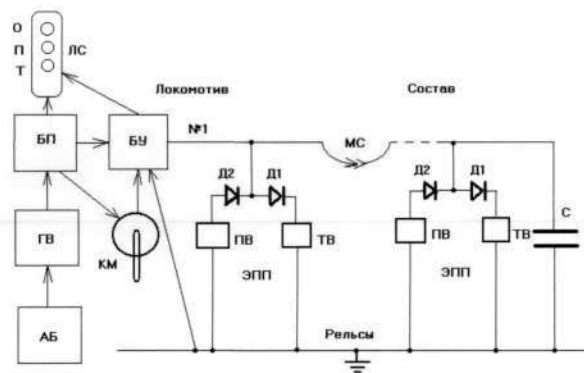 О
П
Т
ЛС
Локомотив
Состав
БП
БУ
№1
МС
Д2
Д1
Д2
Д1
С
ГВ
КМ
ПВ
ТВ
ПВ
ТВ
ЭПП
ЭПП
АБ
Рельсы